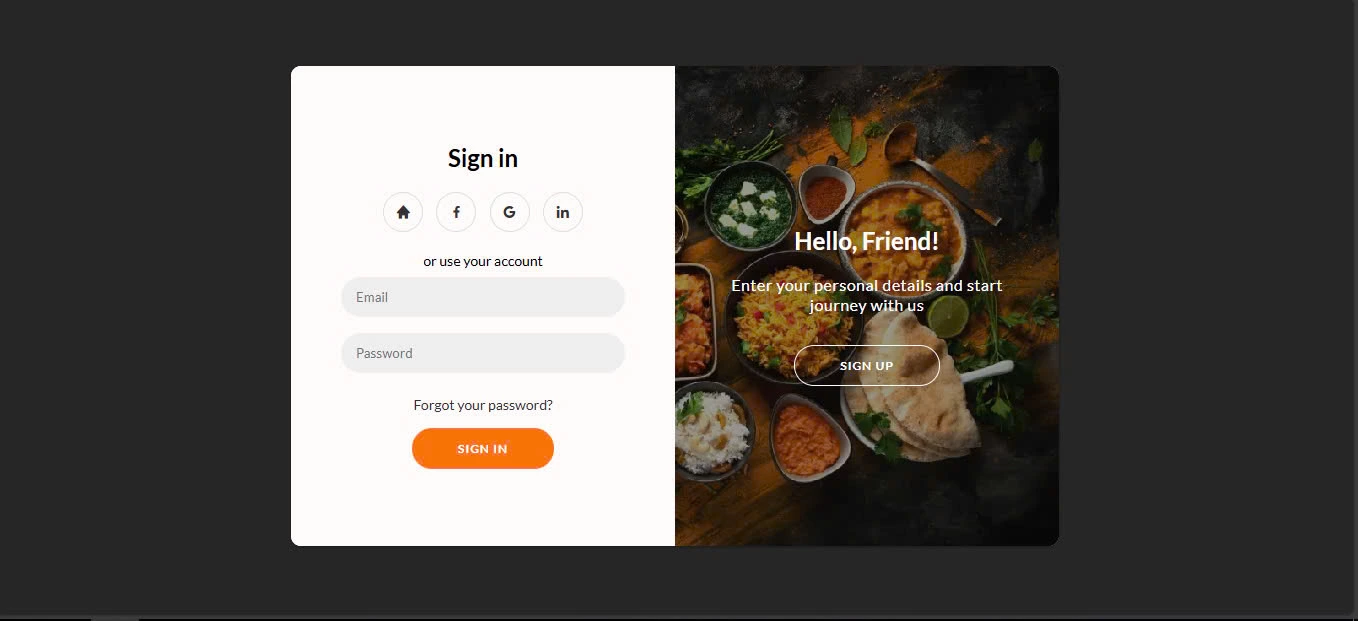 Sign in
f
G
in
or use your account
Email
Password
Forgot your password?
SIGN IN
Hello, Friend!
Enter your personal details and start
journey with us
SIGN UP